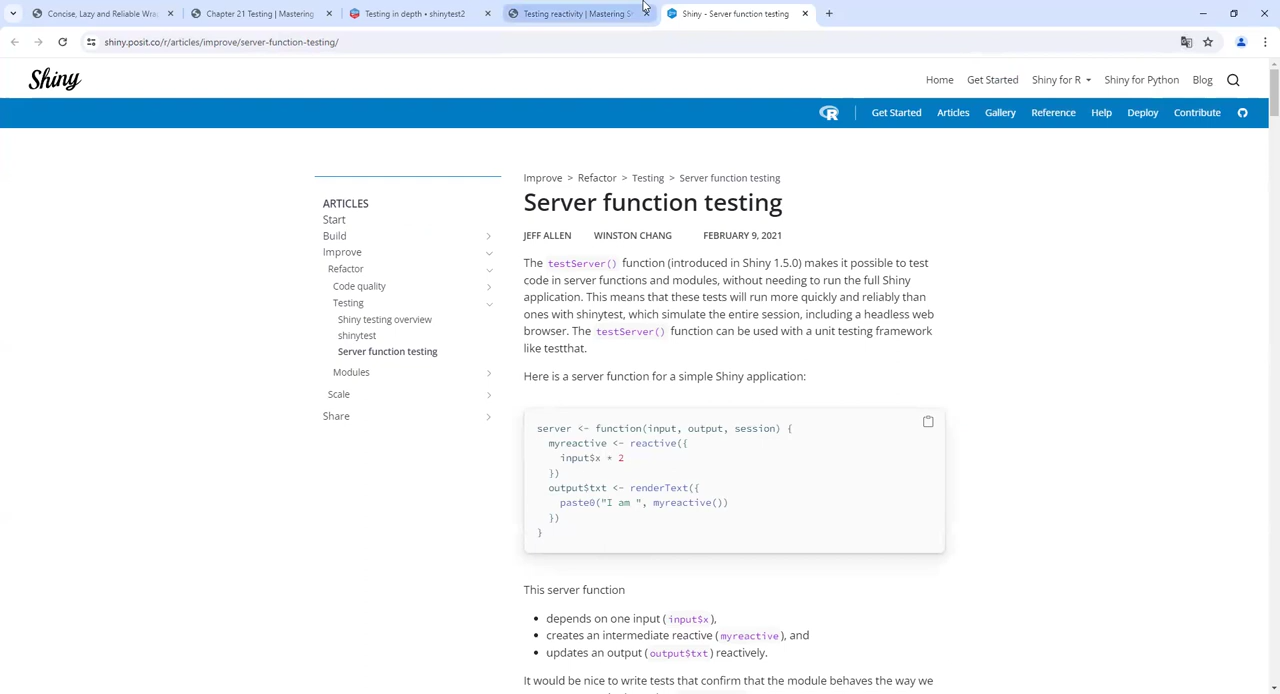 Concise, Lazy and Reliable Wra
Chapter 21 Testing | Mastering
Testing in depth • shinytest2
Testing reactivity | Mastering S
Shiny - Server function testing
shiny.posit.co/r/articles/improve/server-function-testing/
Shiny
Home
Get Started
Shiny for R
Shiny for Python
Blog
R
Get Started
Articles
Gallery
Reference
Help
Deploy
Contribute
ARTICLES
Start
Build
Improve
Refactor
Code quality
Testing
Shiny testing overview
shinytest
Server function testing
Modules
Scale
Share
Improve > Refactor > Testing > Server function testing
Server function testing
JEFF ALLEN WINSTON CHANG FEBRUARY 9, 2021
The testServer() function (introduced in Shiny 1.5.0) makes it possible to test
code in server functions and modules, without needing to run the full Shiny
application. This means that these tests will run more quickly and reliably than
ones with shinytest, which simulate the entire session, including a headless web
browser. The testServer() function can be used with a unit testing framework
like testthat.
Here is a server function for a simple Shiny application:
server <- function(input, output, session) {
myreactive <- reactive({
input$x * 2
})
output$txt <- renderText({
paste0("I am ", myreactive())
})
}
This server function
• depends on one input (input$x),
• creates an intermediate reactive (myreactive), and
• updates an output (output$txt) reactively.
It would be nice to write tests that confirm that the module behaves the way we